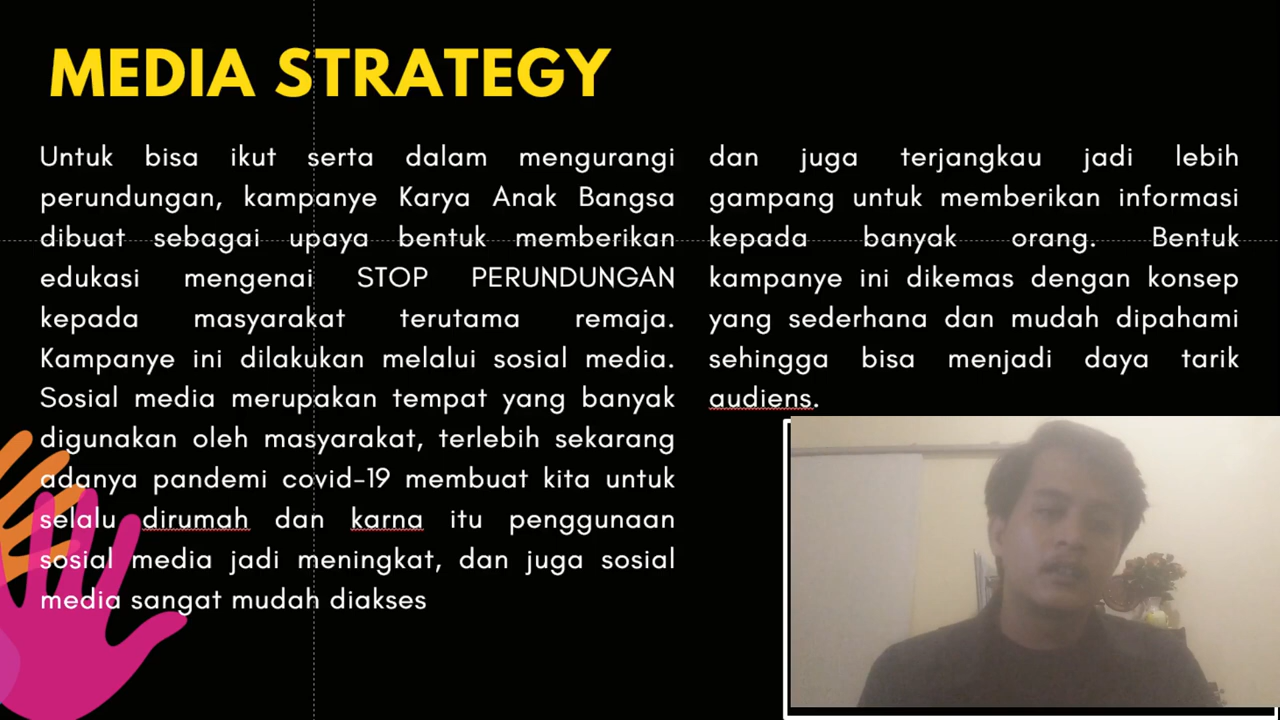 MEDIA STRATEGY
Untuk bisa ikut serta dalam mengurangi
perundungan, kampanye Karya Anak Bangsa
dibuat sebagai upaya bentuk memberikan
edukasi mengenai STOP PERUNDUNGAN
kepada masyarakat terutama remaja.
Kampanye ini dilakukan melalui sosial media.
Sosial media merupakan tempat yang banyak
digunakan oleh masyarakat, terlebih sekarang
adanya pandemi covid-19 membuat kita untuk
selalu dirumah dan karna itu penggunaan
sosial media jadi meningkat, dan juga sosial
media sangat mudah diakses
dan juga terjangkau jadi lebih
gampang untuk memberikan informasi
kepada banyak orang. Bentuk
kampanye ini dikemas dengan konsep
yang sederhana dan mudah dipahami
sehingga bisa menjadi daya tarik
audiens.